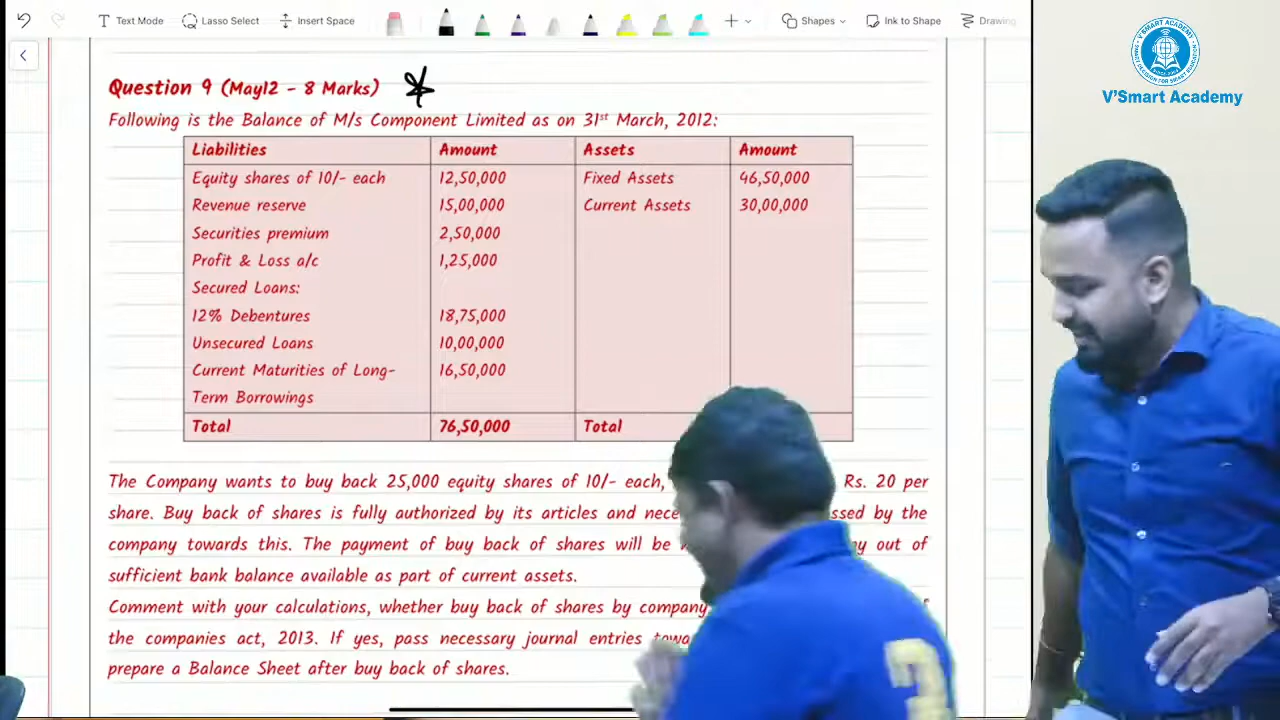 Text Mode Lasso Select Insert Space Shapes Ink to Shape Drawing
V'SMART ACADEMY
V'Smart Academy
Question 9 (May12 - 8 Marks)
Following is the Balance of M/s Component Limited as on 31st March, 2012:
Liabilities Amount Assets Amount
Equity shares of 10/- each 12,50,000 Fixed Assets 46,50,000
Revenue reserve 15,00,000 Current Assets 30,00,000
Securities premium 2,50,000
Profit & Loss a/c 1,25,000
Secured Loans:
12% Debentures 18,75,000
Unsecured Loans 10,00,000
Current Maturities of Long- 16,50,000
Term Borrowings
Total 76,50,000 Total
The Company wants to buy back 25,000 equity shares of 10/- each, Rs. 20 per
share. Buy back of shares is fully authorized by its articles and by the
company towards this. The payment of buy back of shares will be out of
sufficient bank balance available as part of current assets.
Comment with your calculations, whether buy back of shares by company
the companies act, 2013. If yes, pass necessary journal entries
prepare a Balance Sheet after buy back of shares.